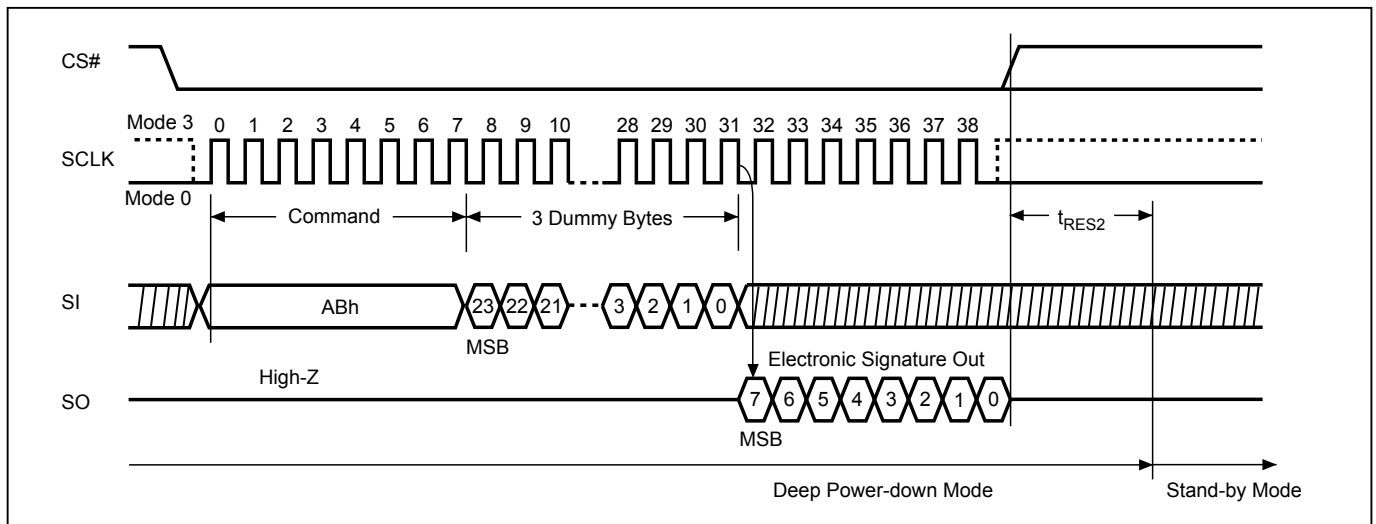 CS#
Mode 3 0 1 2 3 4 5 6 7 8 9 10 28 29 30 31 32 33 34 35 36 37 38
SCLK
Mode 0
Command 3 Dummy Bytes tRES2
SI ABh 23 22 21 3 2 1 0
MSB
High-Z Electronic Signature Out
SO 7 6 5 4 3 2 1 0
MSB
Deep Power-down Mode Stand-by Mode